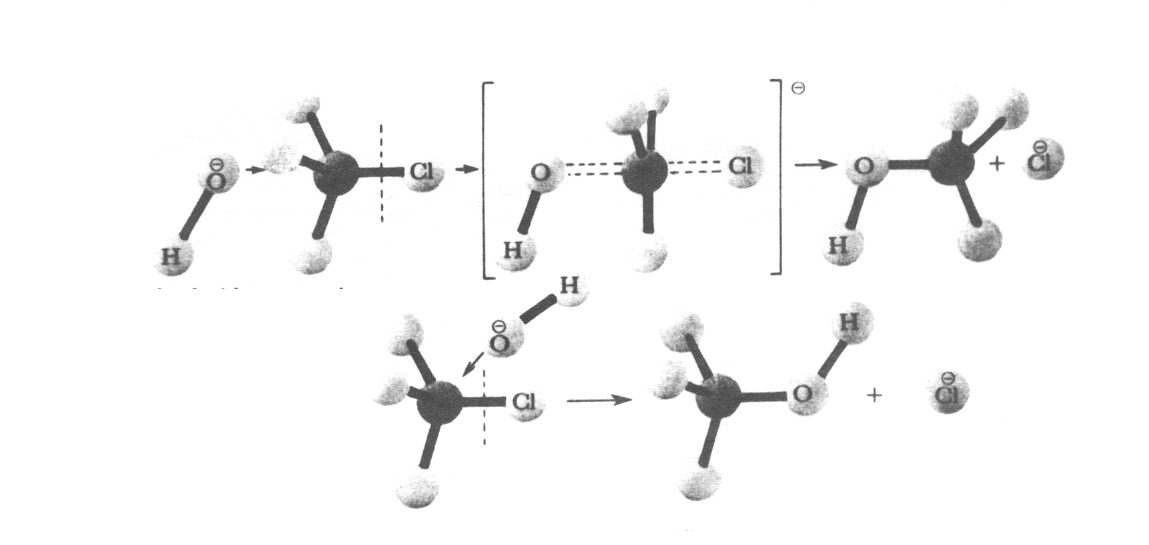 ⊖ O H Cl O H Cl ⊖ O H + ⊖ Cl
H ⊖ O Cl H O + ⊖ Cl